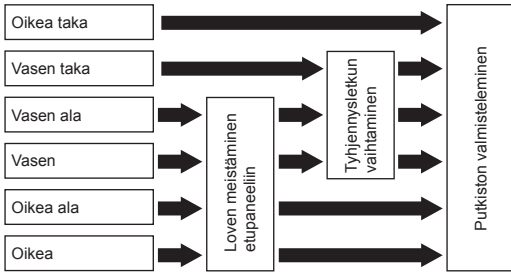 Oikea taka
Vasen taka
Vasen ala
Vasen
Oikea ala
Oikea
Loven meistäminen
etupaneeliin
Tyhjennysletkun
vaihtaminen
Putkiston valmisteleminen